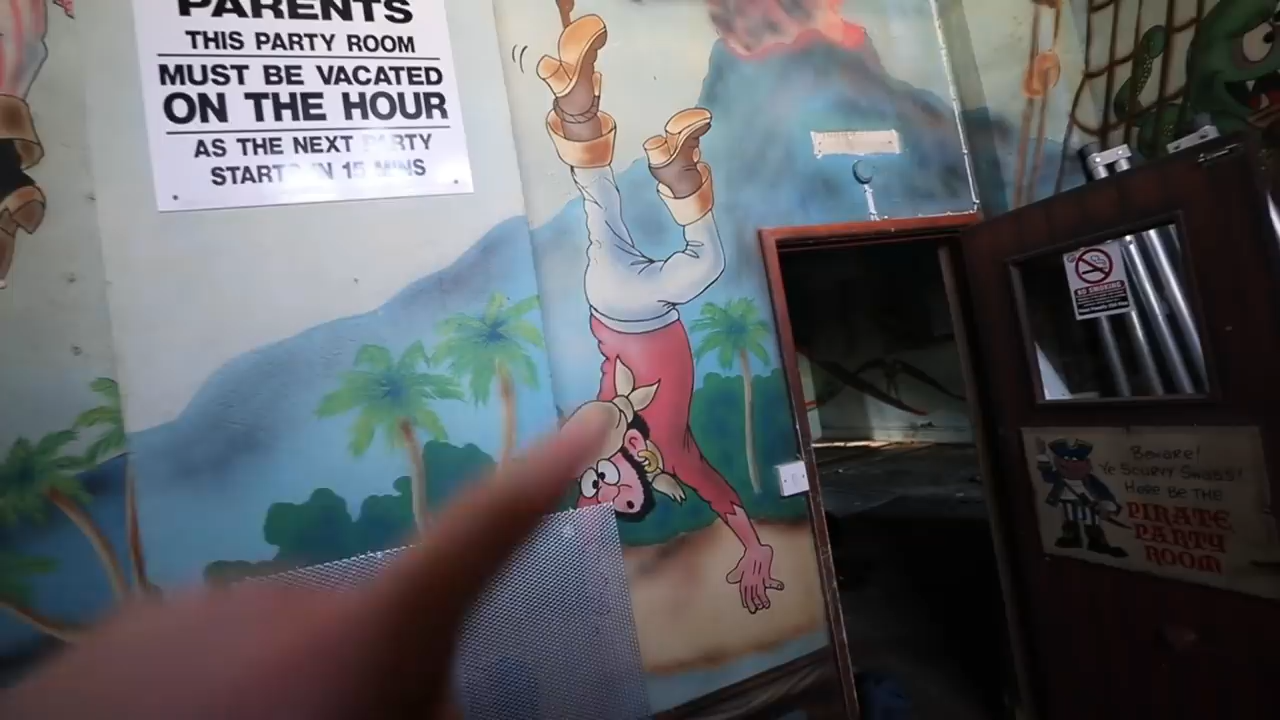 PARENTS
THIS PARTY ROOM
MUST BE VACATED
ON THE HOUR
AS THE NEXT PARTY
STARTS IN 15 MINS
NO SMOKING
Beware!
Ye Scurvy Swabs!
Here Be The
PIRATE
PARTY
ROOM